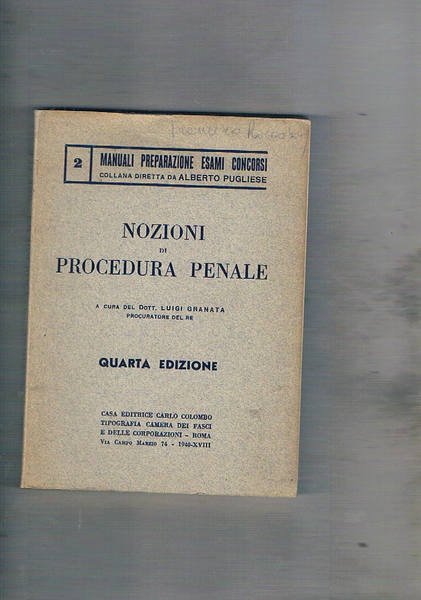 2
MANUALI PREPARAZIONE ESAMI CONCORSI
COLLANA DIRETTA DA ALBERTO PUGLIESE
NOZIONI
DI
PROCEDURA PENALE
A CURA DEL DOTT. LUIGI GRANATA
PROCURATORE DEL RE
QUARTA EDIZIONE
CASA EDITRICE CARLO COLOMBO
TIPOGRAFIA CAMERA DEI FASCI
E DELLE CORPORAZIONI - ROMA
VIA CAMPO MARZIO 74 - 1940-XVIII